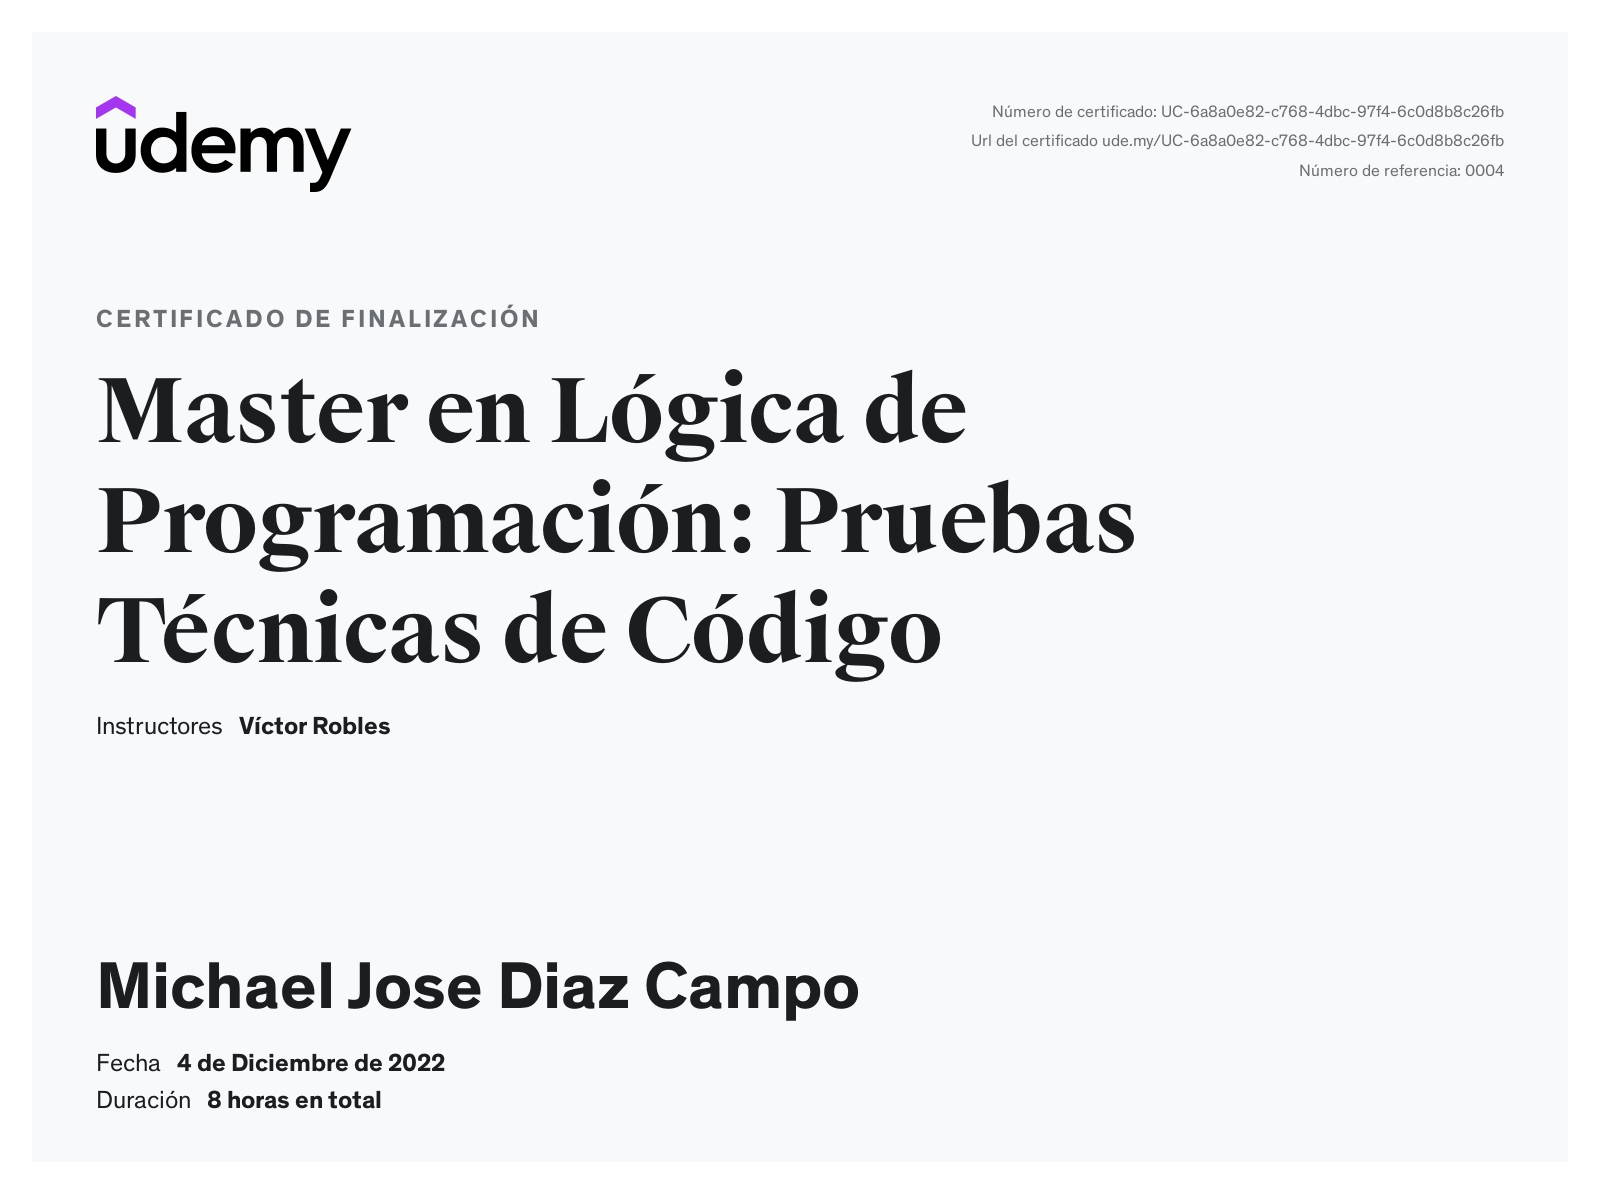 udemy
Número de certificado: UC-6a8a0e82-c768-4dbc-97f4-6c0d8b8c26fb
Url del certificado ude.my/UC-6a8a0e82-c768-4dbc-97f4-6c0d8b8c26fb
Número de referencia: 0004
CERTIFICADO DE FINALIZACIÓN
Master en Lógica de
Programación: Pruebas
Técnicas de Código
Instructores Víctor Robles
Michael Jose Diaz Campo
Fecha 4 de Diciembre de 2022
Duración 8 horas en total